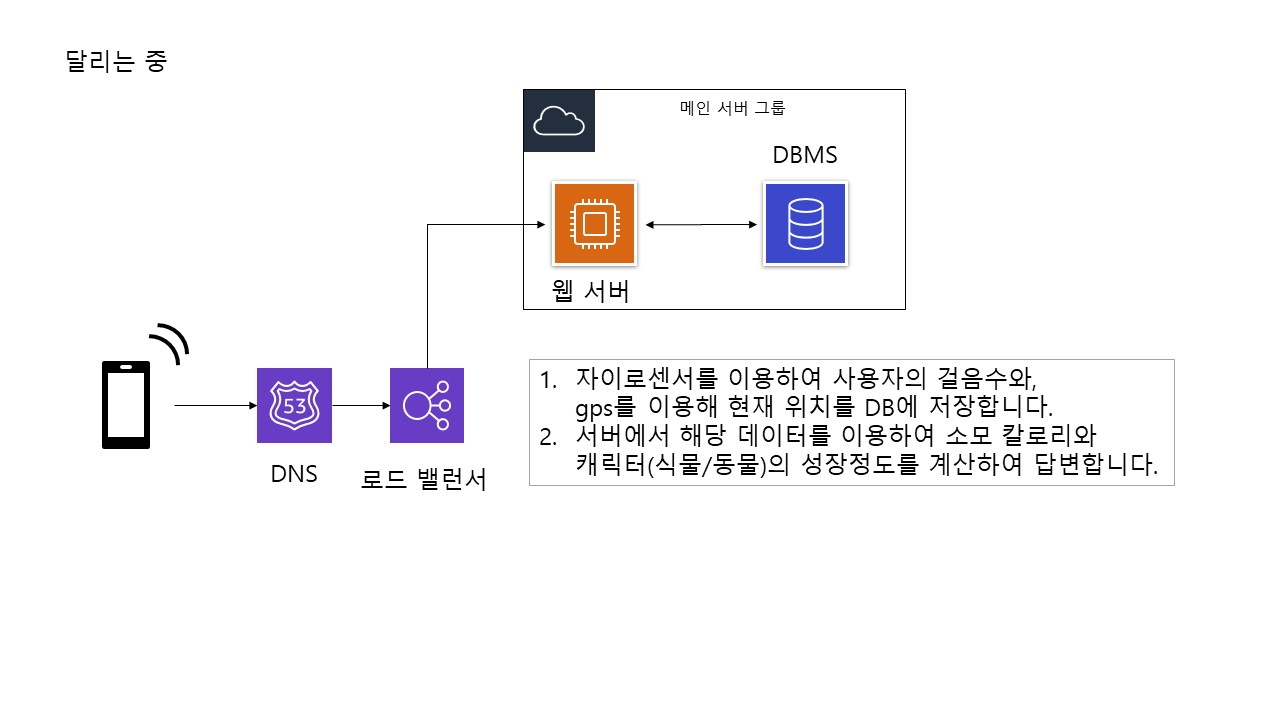 달리는 중
메인 서버 그룹
DBMS
웹 서버
53
DNS
로드 밸런서
1. 자이로센서를 이용하여 사용자의 걸음수와,
gps를 이용해 현재 위치를 DB에 저장합니다.
2. 서버에서 해당 데이터를 이용하여 소모 칼로리와
캐릭터(식물/동물)의 성장정도를 계산하여 답변합니다.